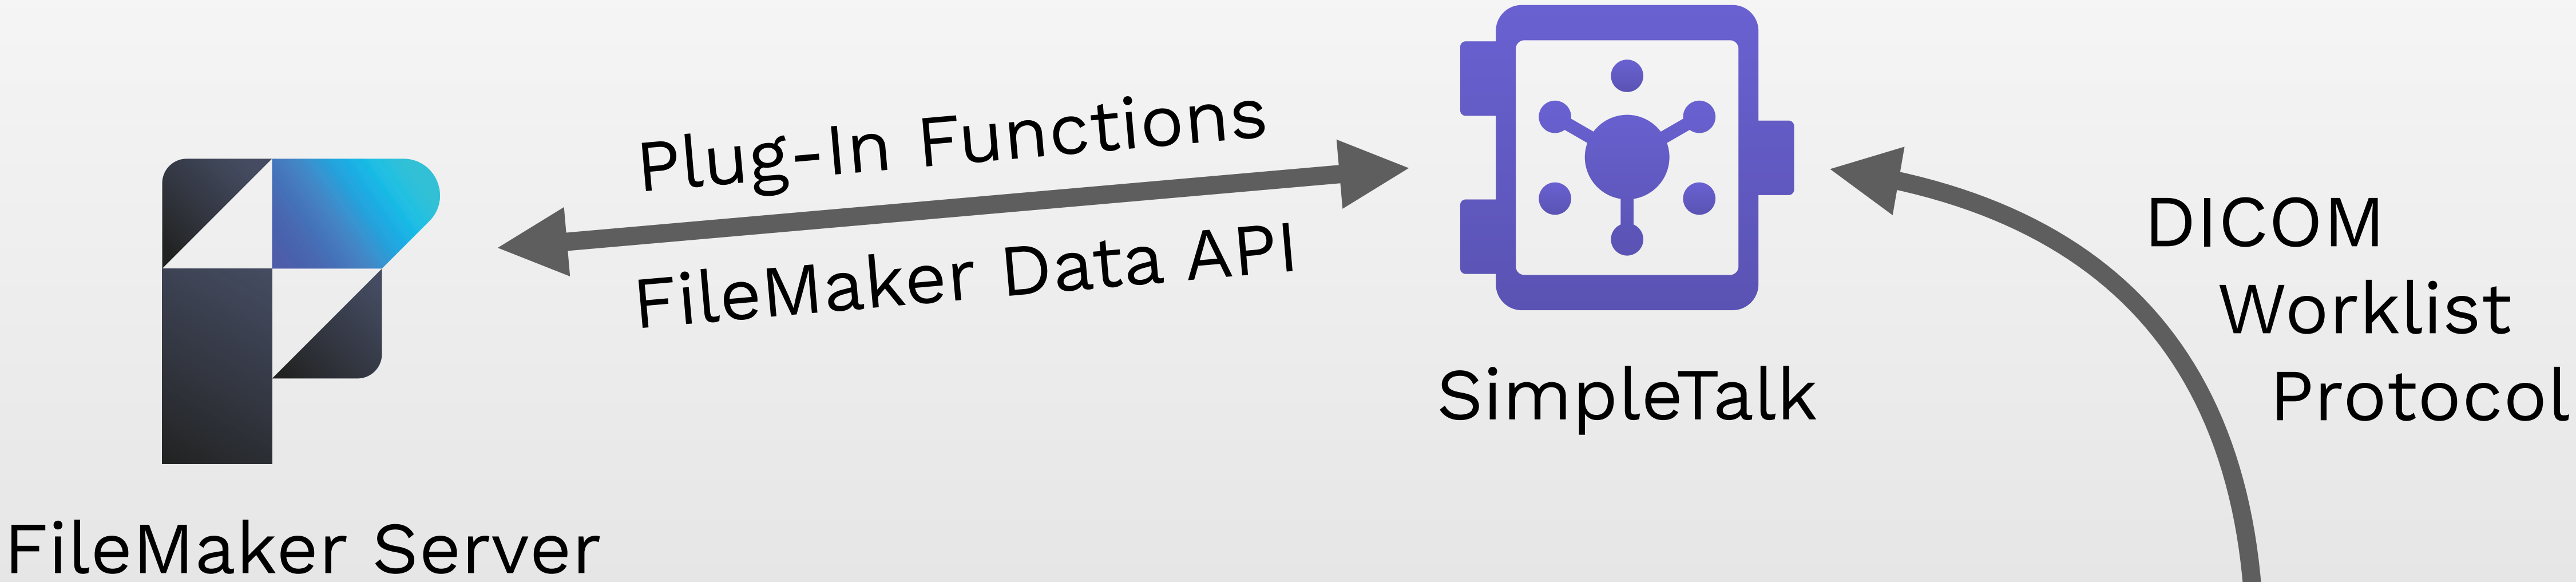 Plug-In Functions
FileMaker Data API
FileMaker Server
SimpleTalk
DICOM
Worklist
Protocol